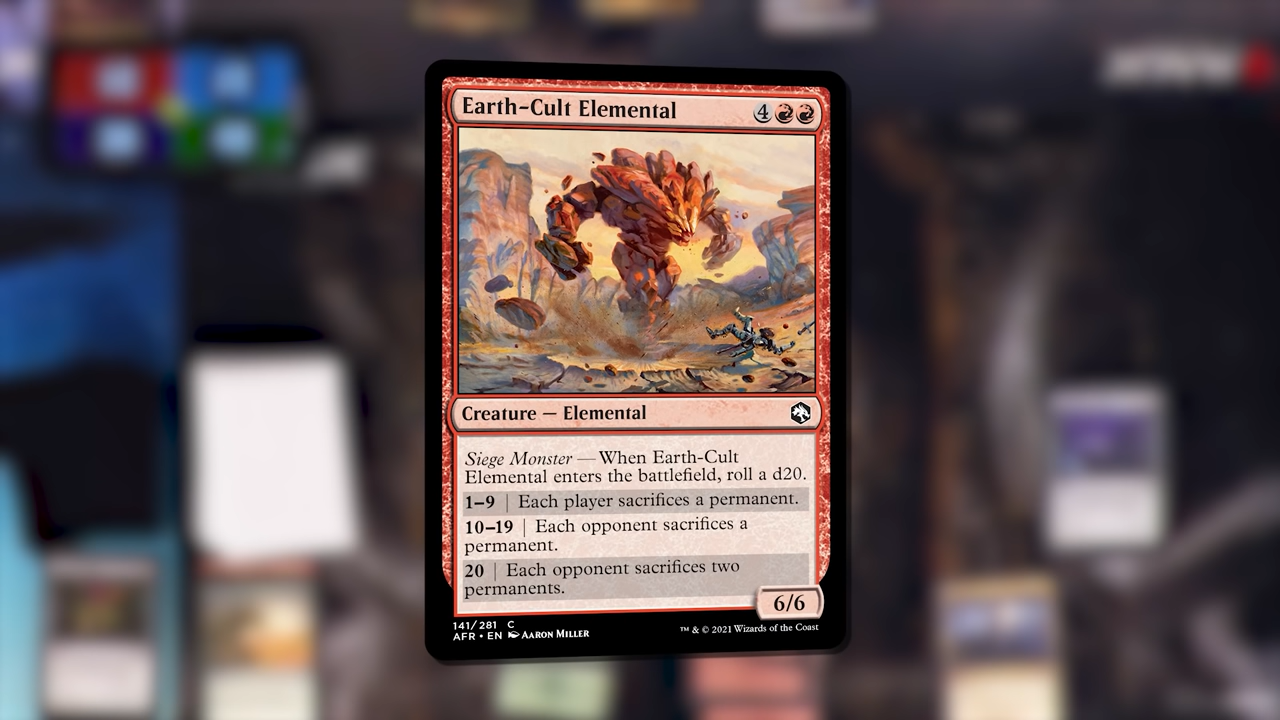 Earth-Cult Elemental 4
Creature — Elemental
Siege Monster — When Earth-Cult
Elemental enters the battlefield, roll a d20.
1–9 | Each player sacrifices a permanent.
10–19 | Each opponent sacrifices a
permanent.
20 | Each opponent sacrifices two
permanents.
6/6
141/281 C
AFR • EN Aaron Miller
™ & © 2021 Wizards of the Coast